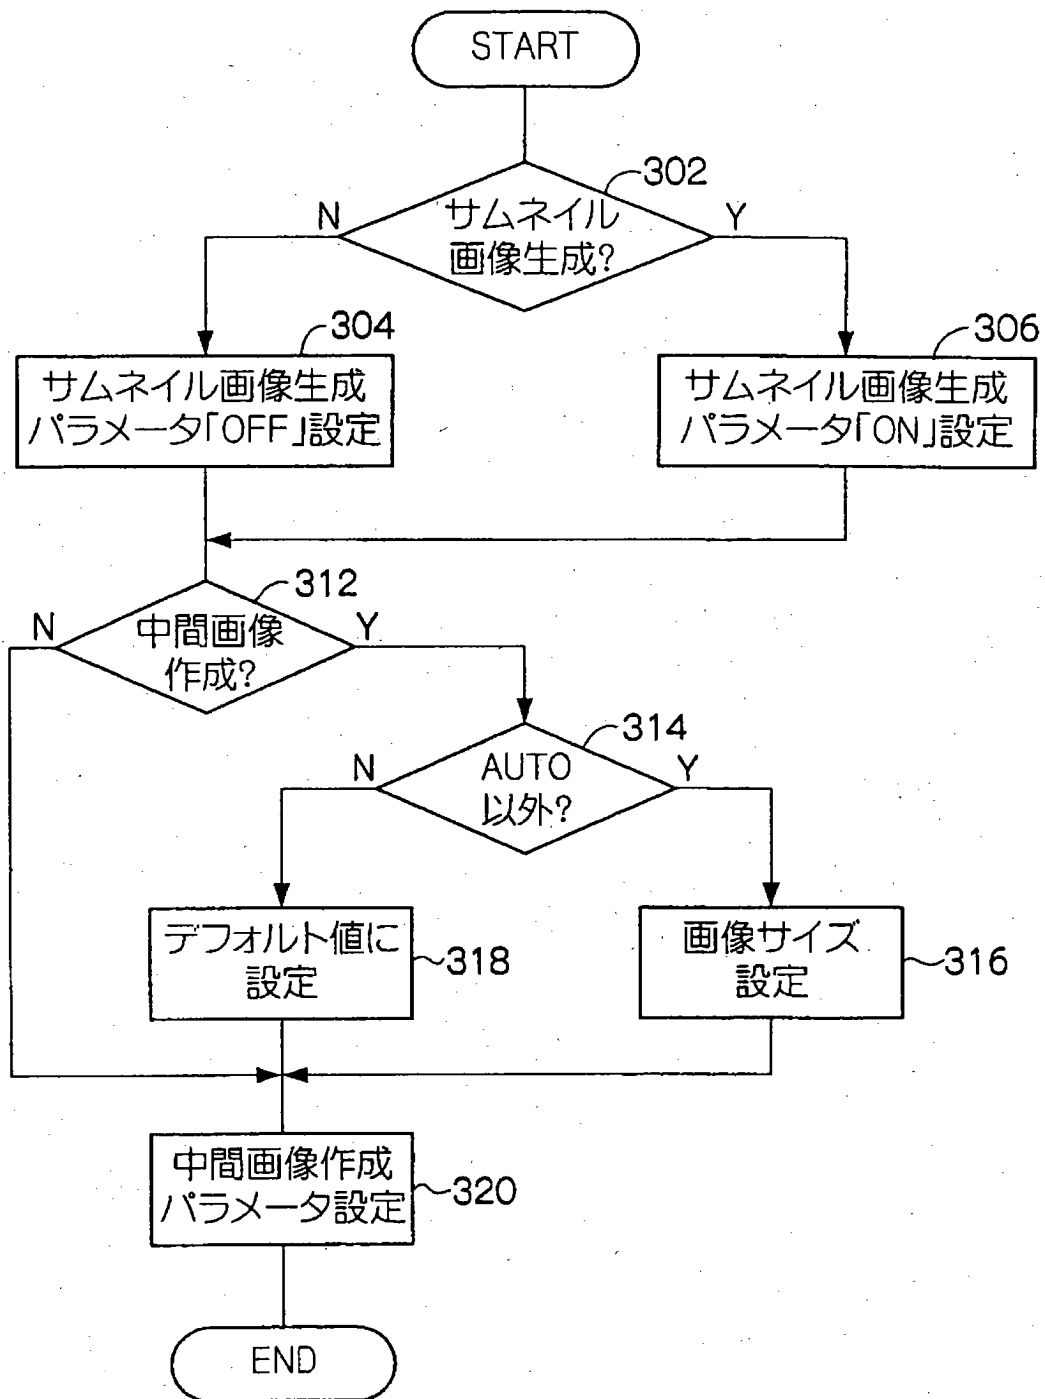 START
302
N
サムネイル
画像生成?
Y
304
306
サムネイル画像生成
パラメータ「OFF」設定
サムネイル画像生成
パラメータ「ON」設定
312
N
中間画像
作成?
Y
314
N
AUTO
以外?
Y
デフォルト値に
設定
318
画像サイズ
設定
316
中間画像作成
パラメータ設定
320
END